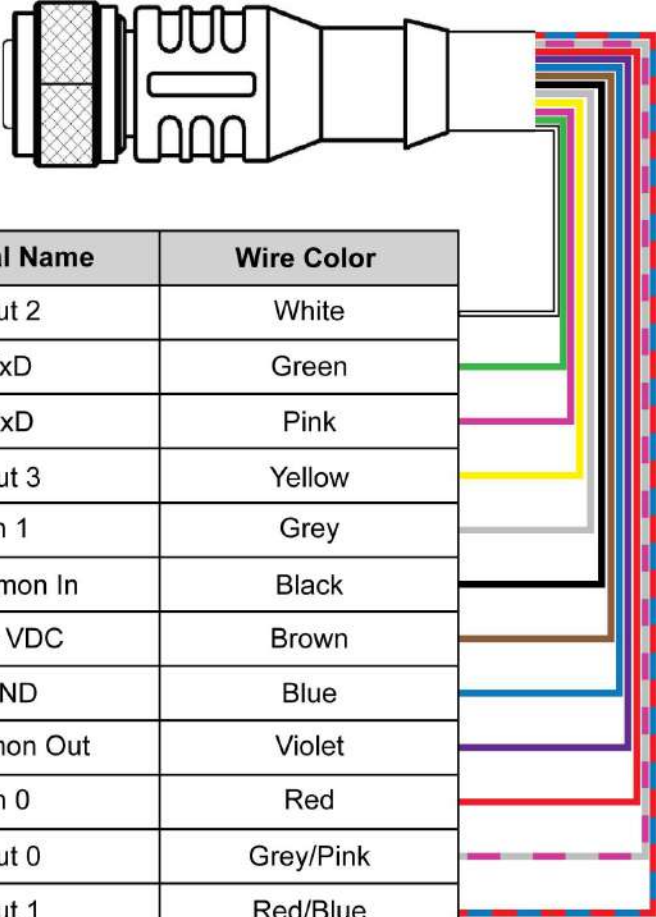 al Name Wire Color
ut 2 White
xD Green
xD Pink
ut 3 Yellow
n 1 Grey
mon In Black
VDC Brown
ND Blue
mon Out Violet
n 0 Red
ut 0 Grey/Pink
ut 1 Red/Blue